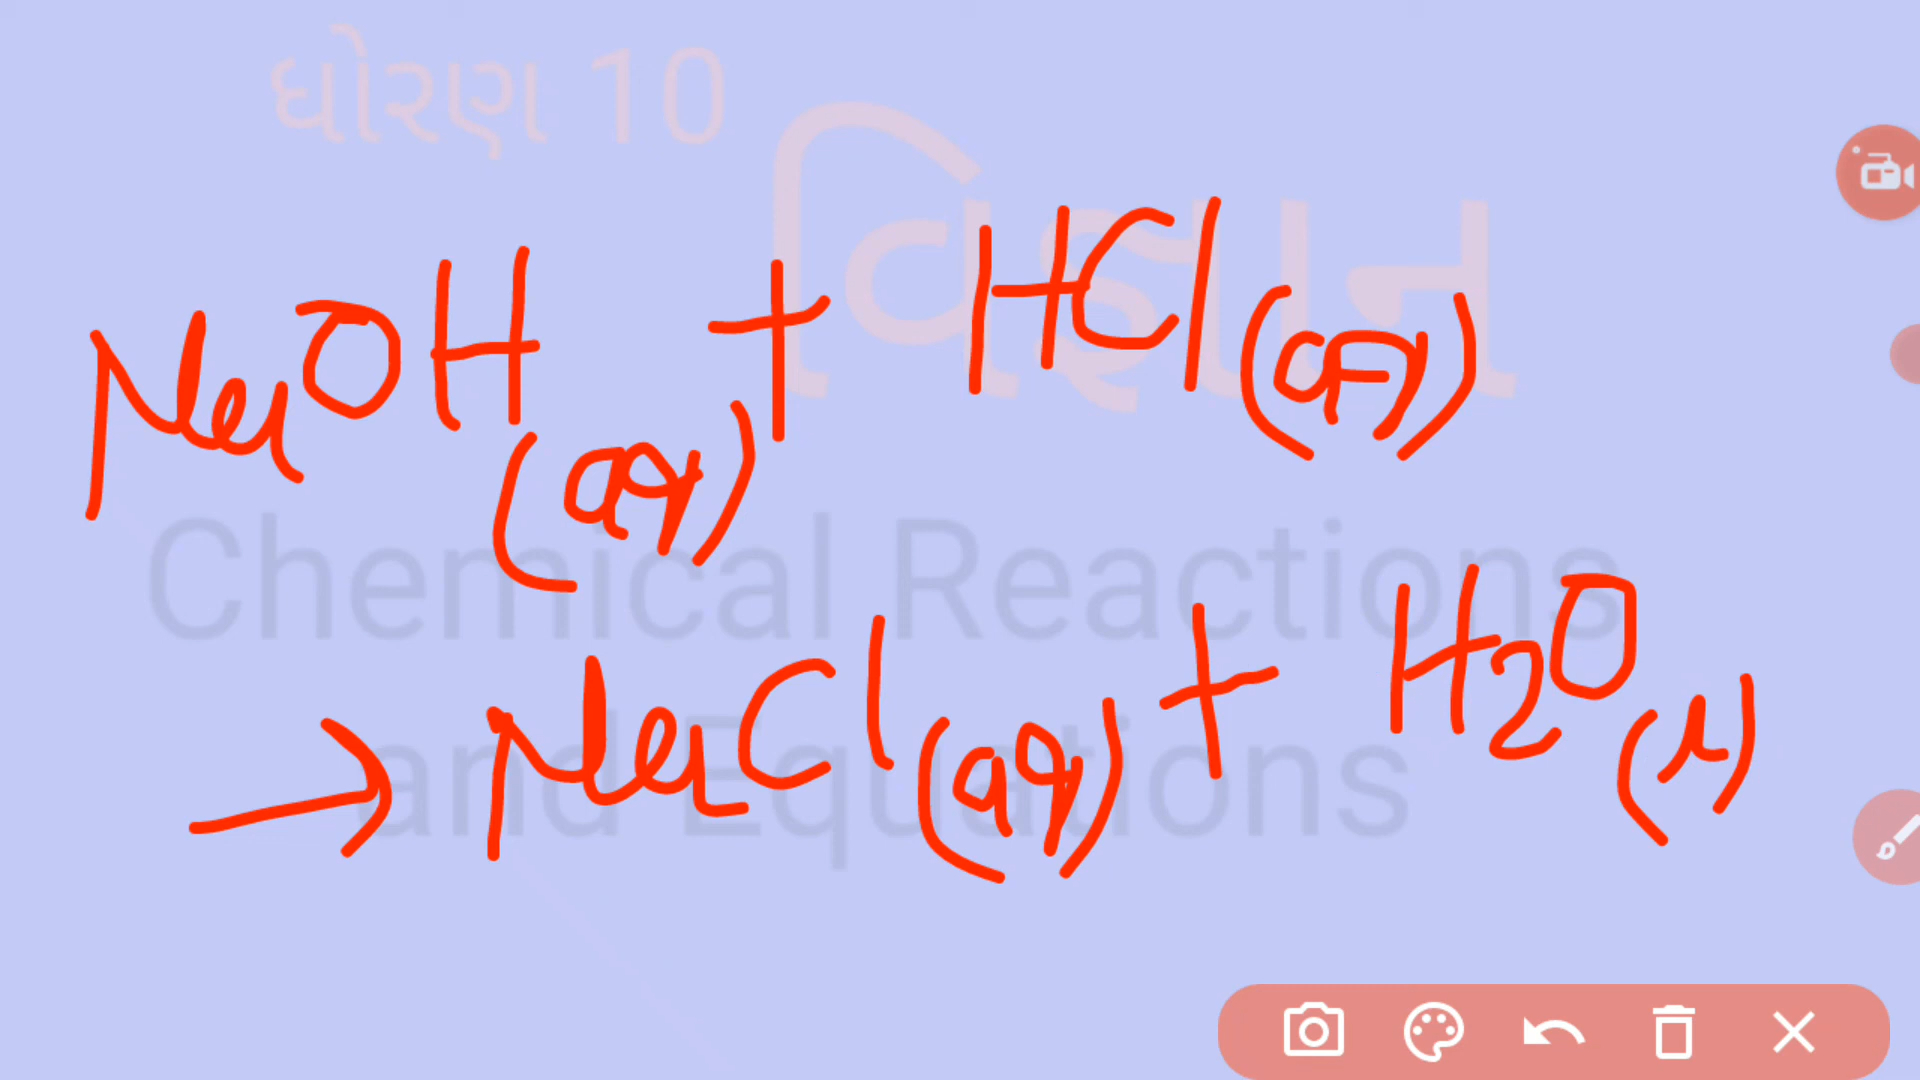 ધોરણ 10
વિજ્ઞાન
NaOH (aq) + HCl (aq)
Chemical Reactions
and Equations
→ NaCl (aq) + H2O (l)